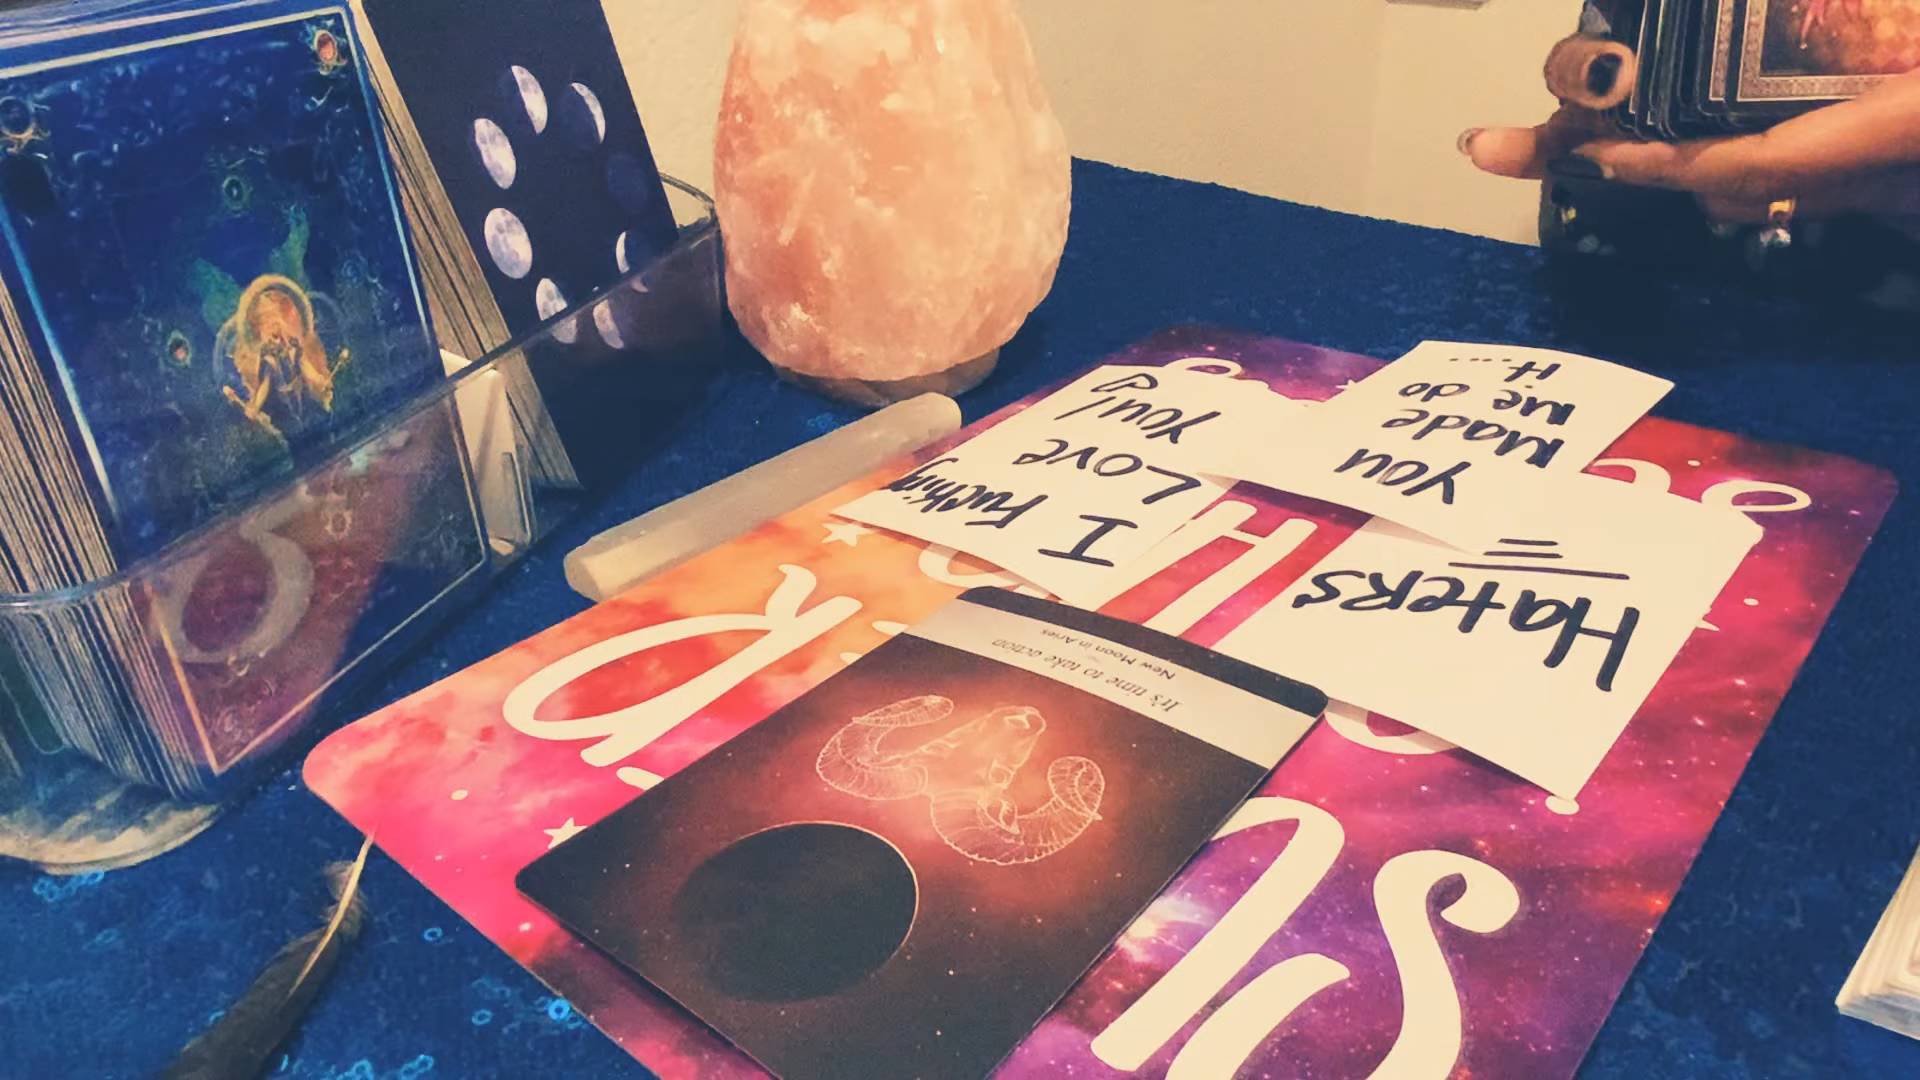 Haters
You
Made
Me do
It....
I Fucking
Love
You!
It's time to take action
New Moon in Aries